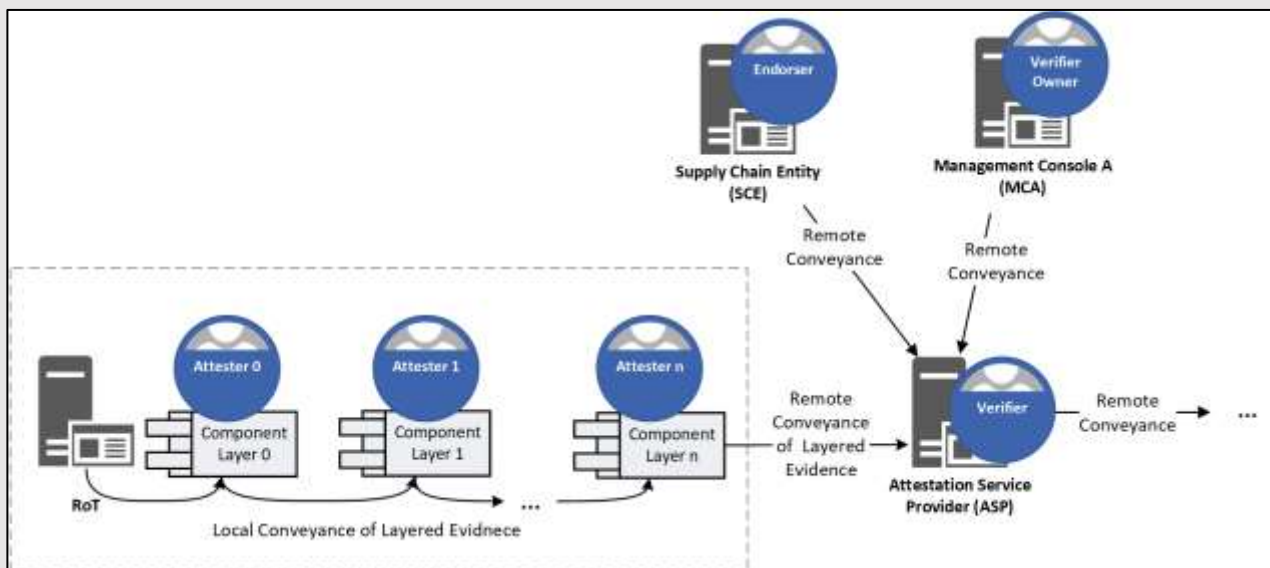 Endorser
Verifier
Owner
Supply Chain Entity
(SCE)
Management Console A
(MCA)
Remote
Conveyance
Remote
Conveyance
Attester 0
Attester 1
Attester n
Component
Layer 0
Component
Layer 1
Component
Layer n
RoT
...
Local Conveyance of Layered Evidnece
Remote
Conveyance
of Layered
Evidence
Verifier
Attestation Service
Provider (ASP)
Remote
Conveyance
...